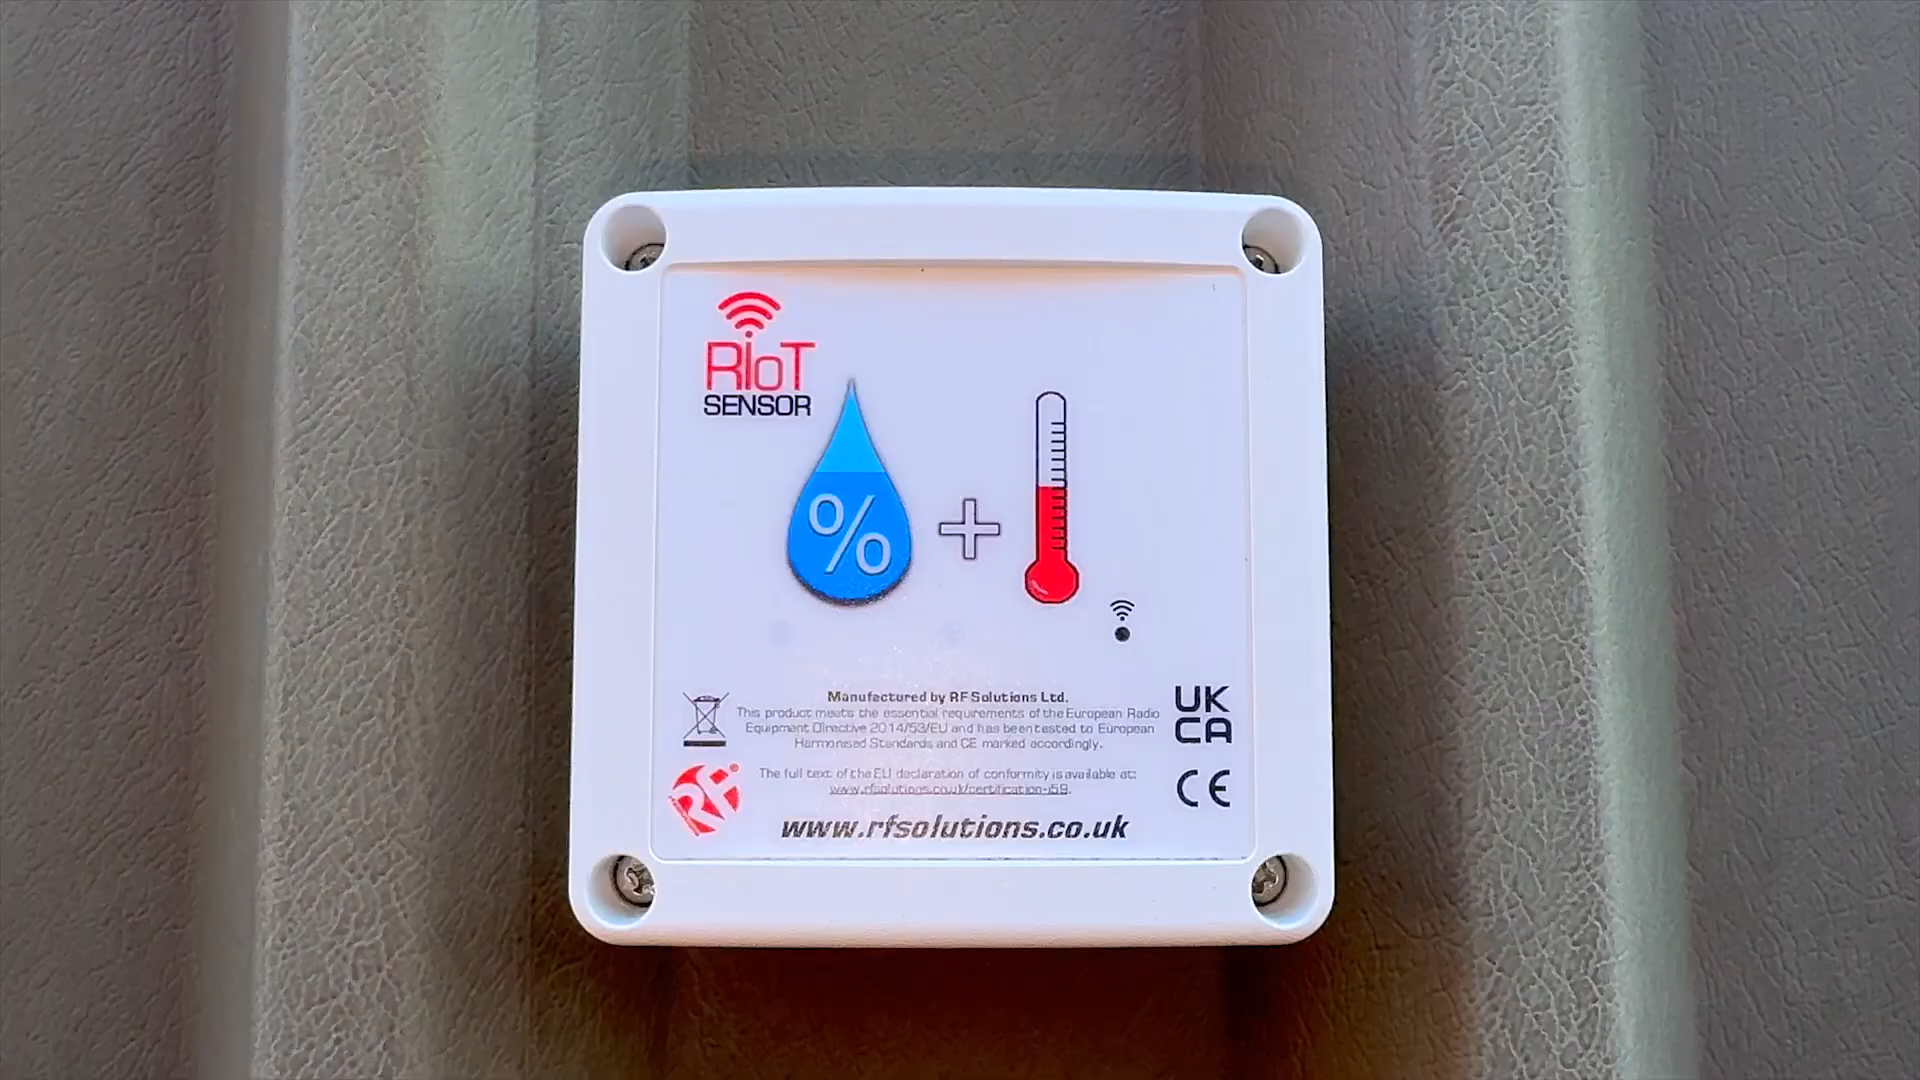 RIoT
SENSOR
%
Manufactured by RF Solutions Ltd.
This product meets the essential requirements of the European Radio
Equipment Directive 2014/53/EU and has been tested to European
Harmonised Standards and CE marked accordingly.
UK
CA
The full text of the EU declaration of conformity is available at:
www.rfsolutions.co.uk/certification-i59.
RF®
CE
www.rfsolutions.co.uk